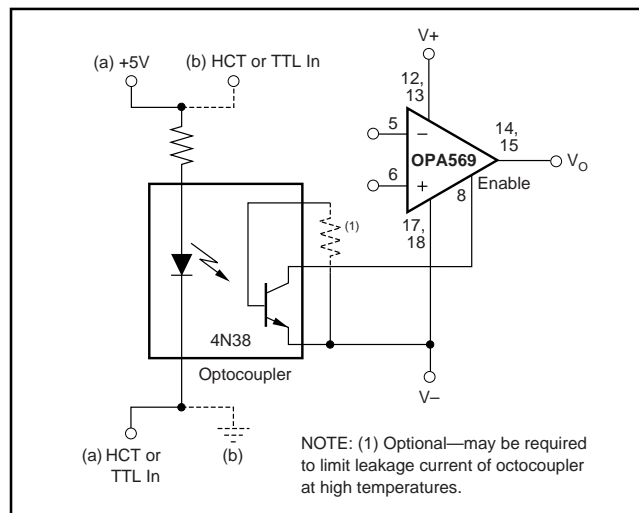 (a) +5V
(b) HCT or TTL In
V+
12,
13
5
–
OPA569
14,
15
VO
6
+
Enable
8
17,
18
(1)
4N38
Optocoupler
V–
(a) HCT or
TTL In
(b)
NOTE: (1) Optional—may be required
to limit leakage current of octocoupler
at high temperatures.